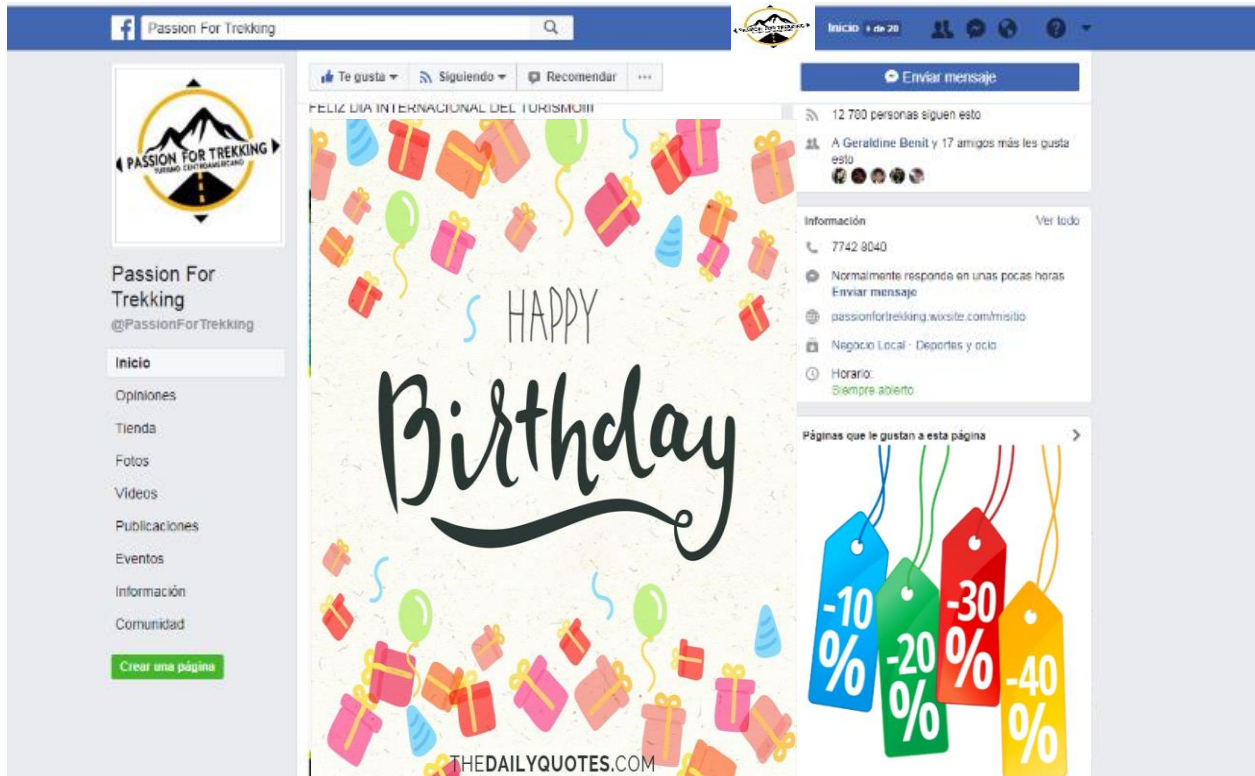 Passion For Trekking
Inicio
+ de 20
Te gusta
Siguiendo
Recomendar
Enviar mensaje
PASSION FOR TREKKING
TURISMO CENTROAMERICANO
Passion For
Trekking
@PassionForTrekking
Inicio
Opiniones
Tienda
Fotos
Videos
Publicaciones
Eventos
Información
Comunidad
Crear una página
FELIZ DIA INTERNACIONAL DEL TURISMO!!!!
HAPPY
Birthday
THEDAILYQUOTES.COM
12 780 personas siguen esto
A Geraldine Benit y 17 amigos más les gusta
esto
Información
Ver todo
7742 8040
Normalmente responde en unas pocas horas
Enviar mensaje
passionfortrekking.wixsite.com/misitio
Negocio Local · Deportes y ocio
Horario:
Siempre abierto
Páginas que le gustan a esta página
-10
%
-20
%
-30
%
-40
%